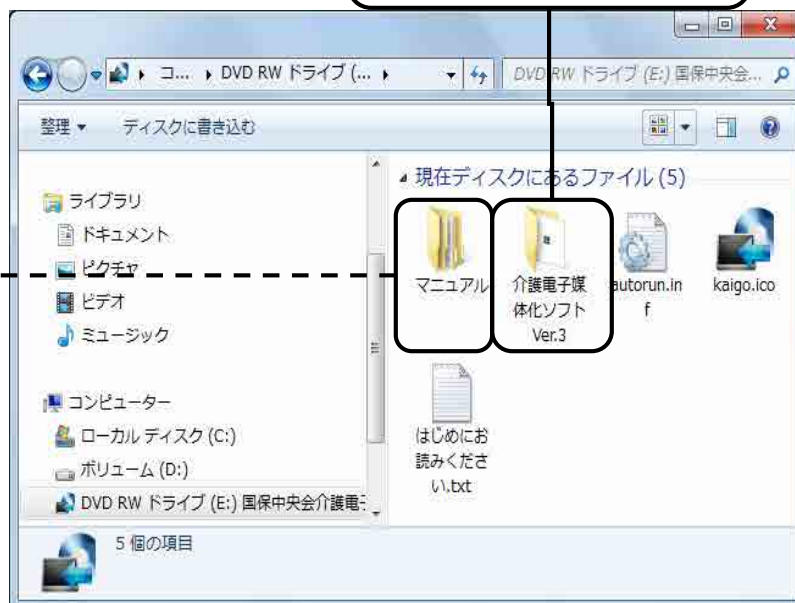 コ... DVD RW ドライブ (...
DVD RW ドライブ (E:) 国保中央会...
整理 ディスクに書き込む
ライブラリ
ドキュメント
ピクチャ
ビデオ
ミュージック
コンピューター
ローカル ディスク (C:)
ボリューム (D:)
DVD RW ドライブ (E:) 国保中央会介護電子
現在ディスクにあるファイル (5)
マニュアル
介護電子媒
体化ソフト
Ver.3
autorun.in
f
kaigo.ico
はじめにお
読みくださ
い.txt
5 個の項目